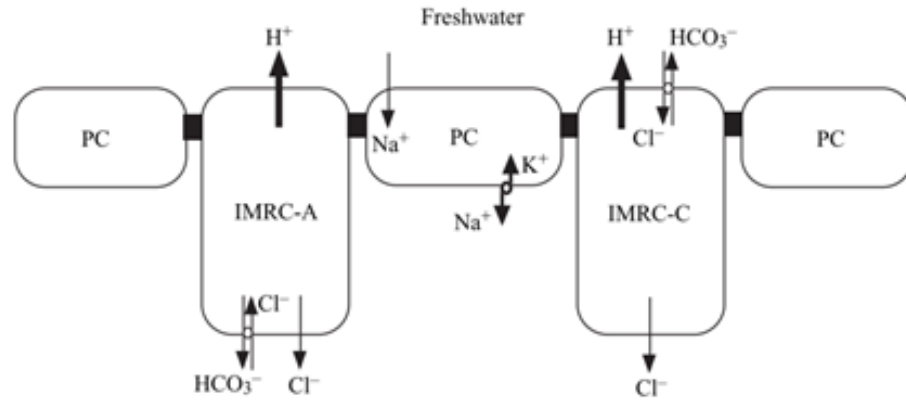 Freshwater
H⁺
H⁺
HCO₃⁻
PC
Na⁺
PC
Cl⁻
PC
K⁺
IMRC-A
Na⁺
IMRC-C
Cl⁻
HCO₃⁻
Cl⁻
Cl⁻